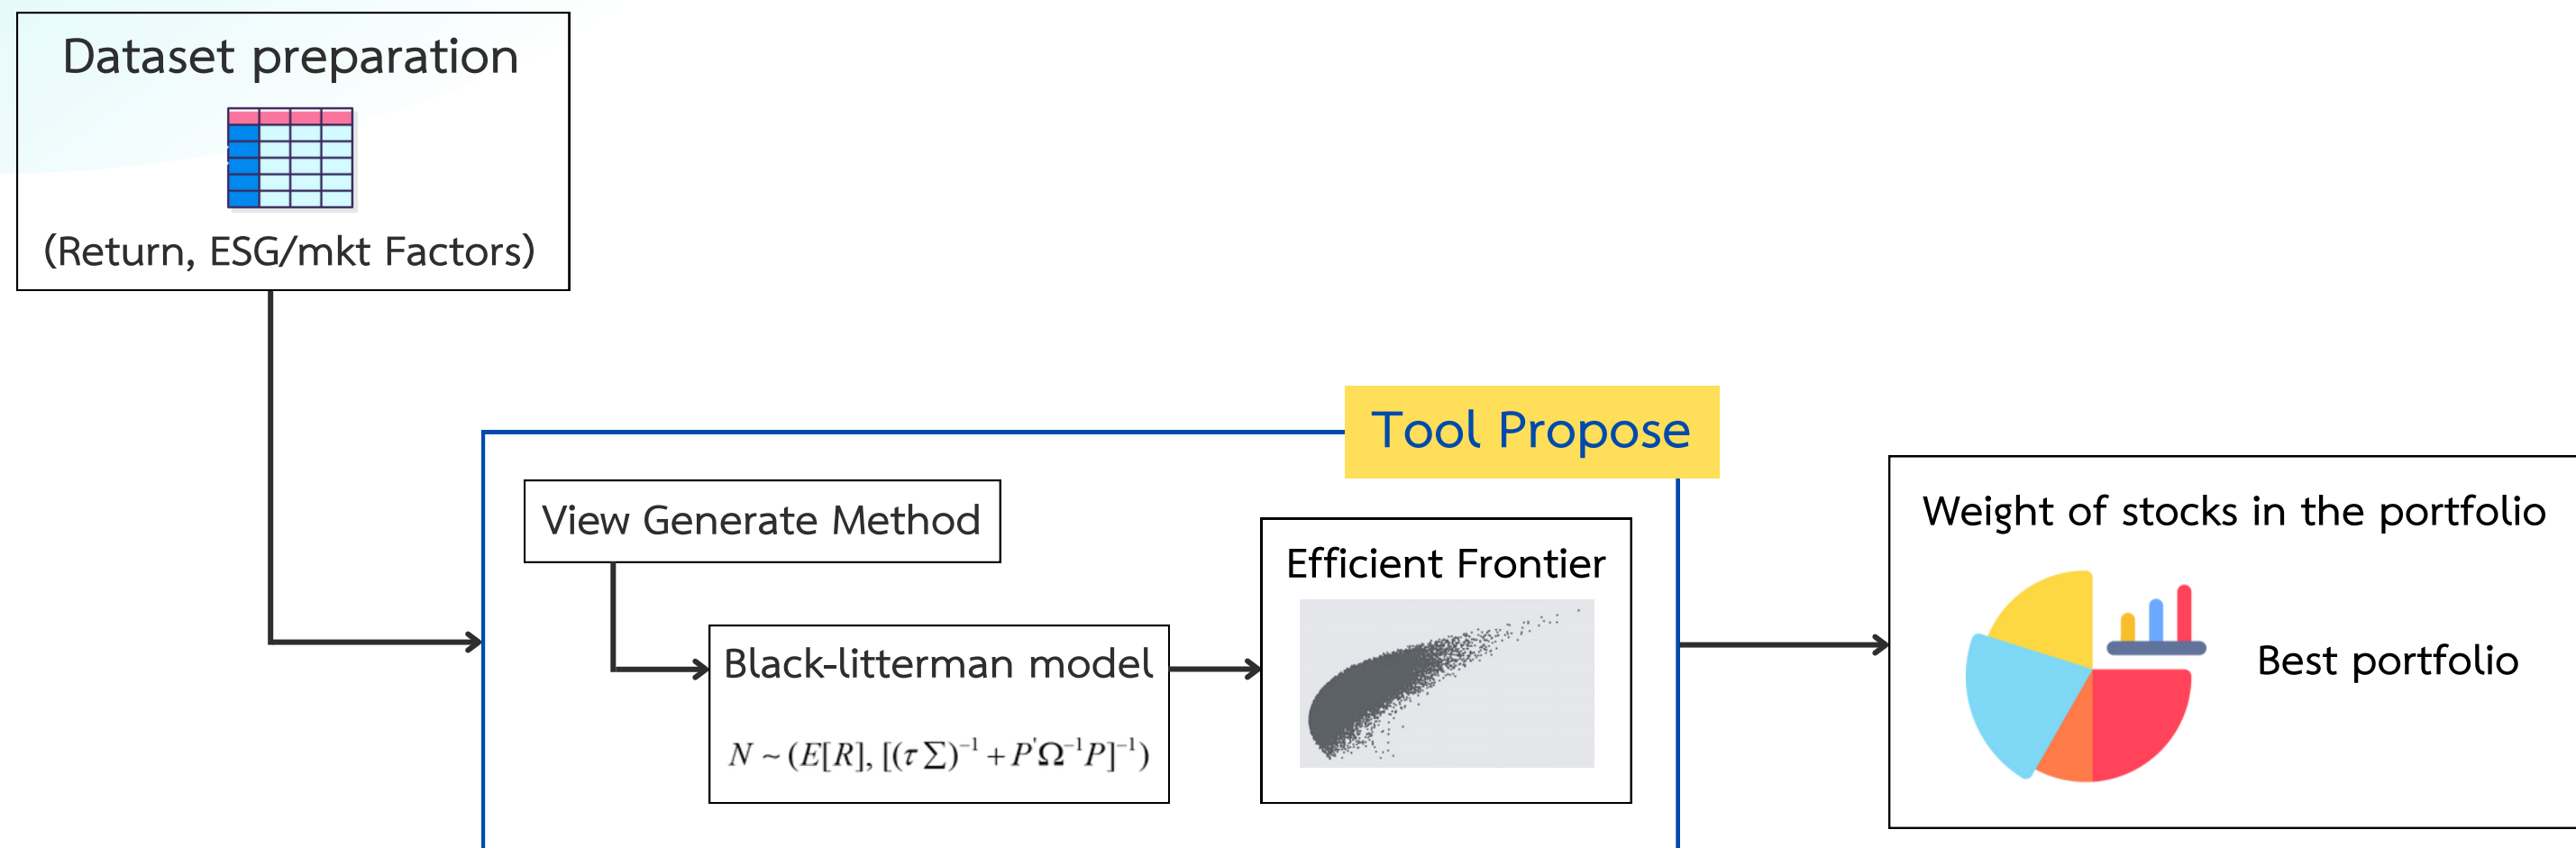 Dataset preparation
(Return, ESG/mkt Factors)
Tool Propose
View Generate Method
Black-litterman model
N ~ (E[R], [(τ Σ)⁻¹ + P'Ω⁻¹P]⁻¹)
Efficient Frontier
Weight of stocks in the portfolio
Best portfolio